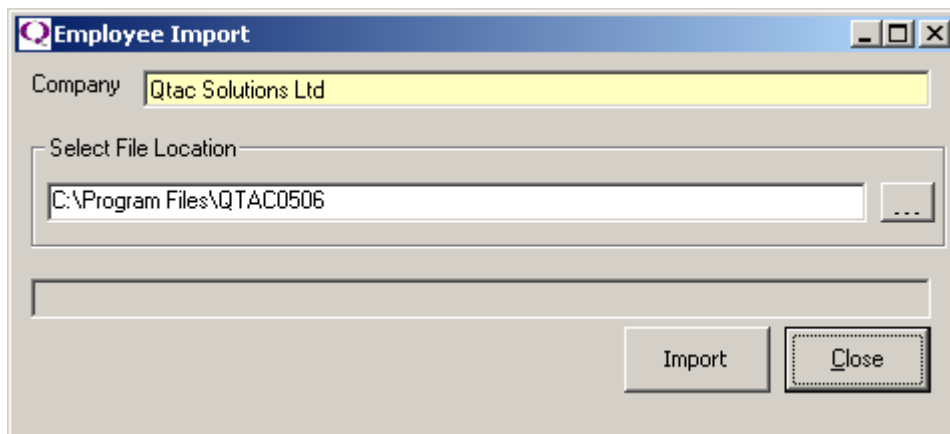 Employee Import
Company Qtac Solutions Ltd
Select File Location
C:\Program Files\QTAC0506
...
Import Close